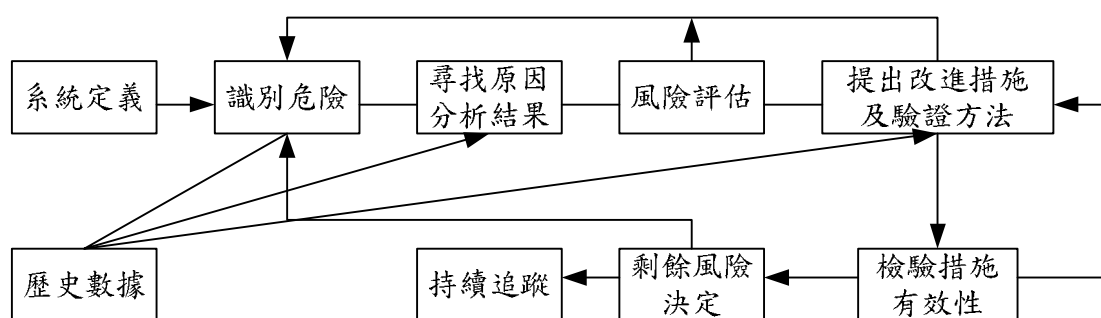 系統定義
識別危險
尋找原因
分析結果
風險評估
提出改進措施
及驗證方法
歷史數據
持續追蹤
剩餘風險
決定
檢驗措施
有效性